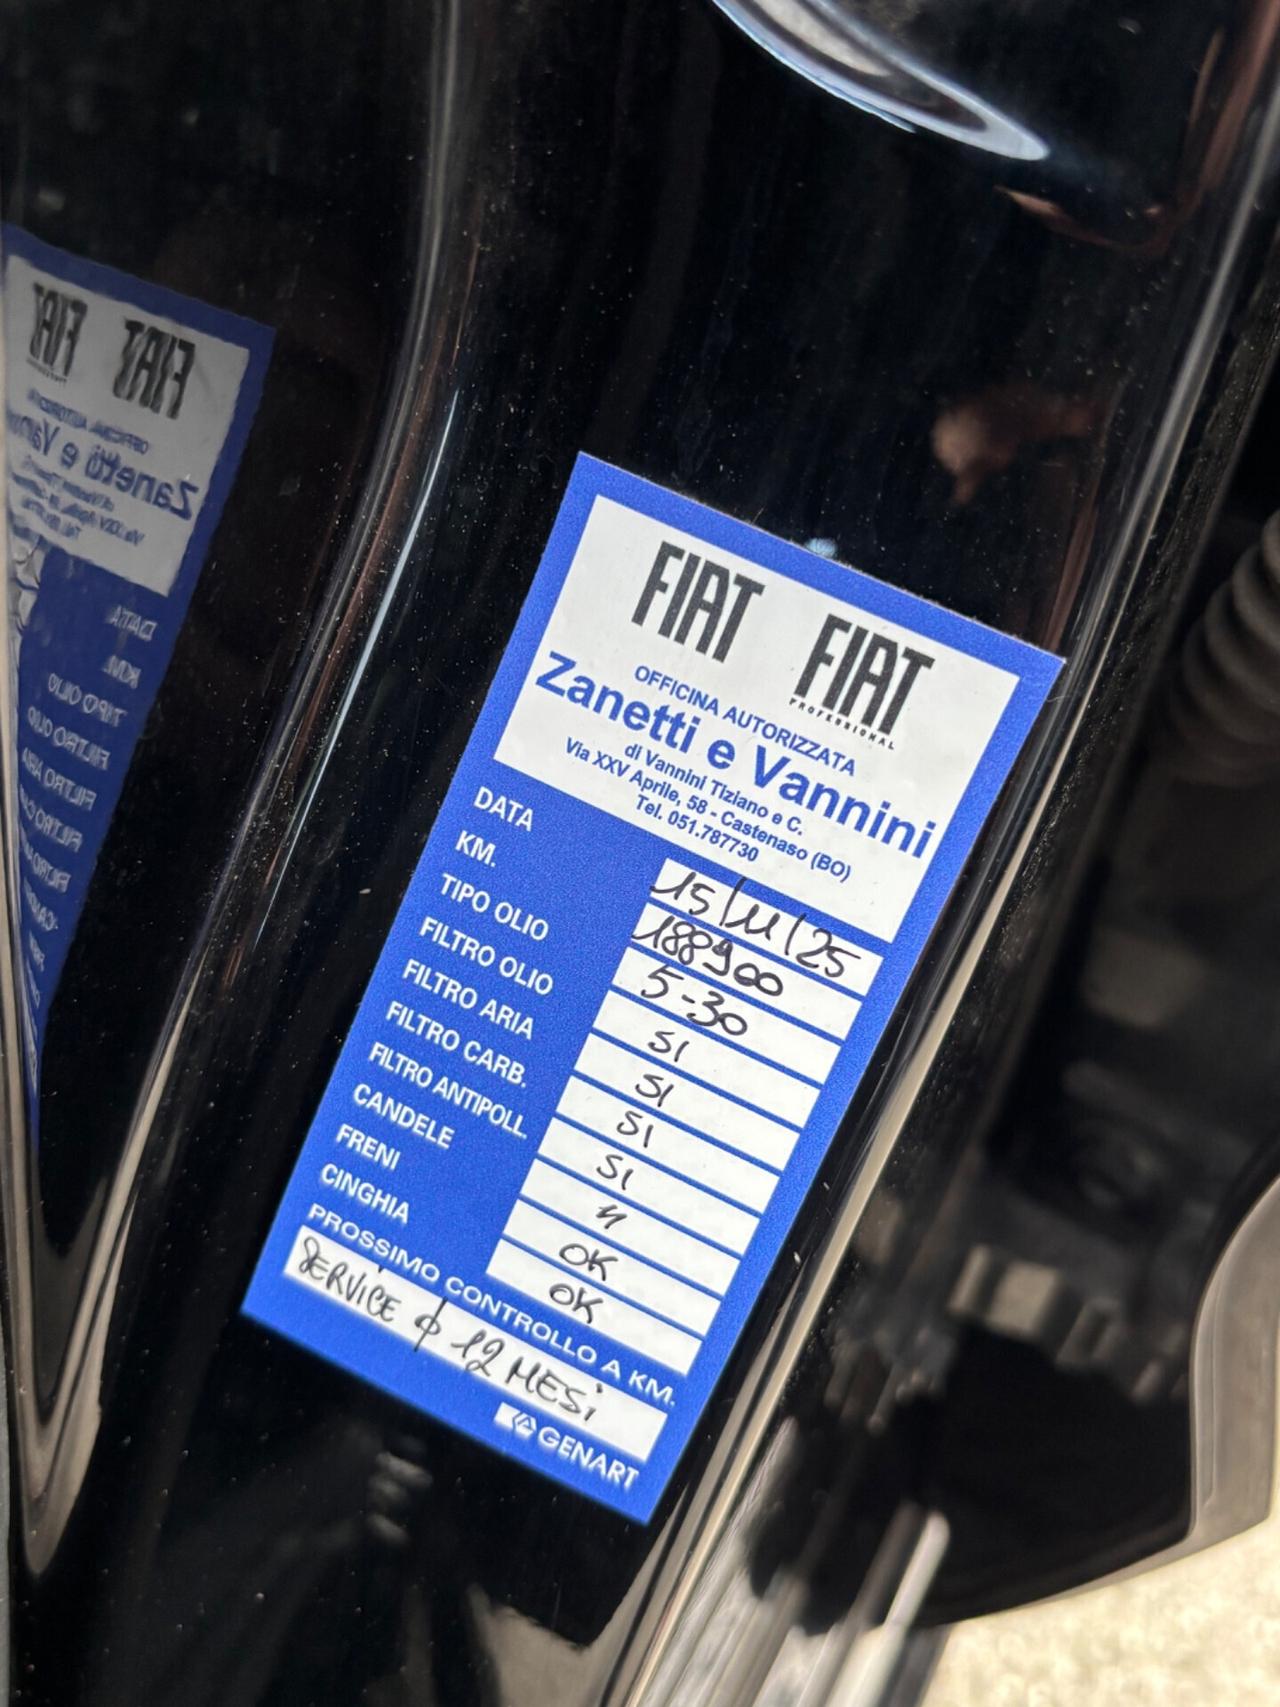 FIAT FIAT
PROFESSIONAL
OFFICINA AUTORIZZATA
Zanetti e Vannini
di Vannini Tiziano e C.
Via XXV Aprile, 58 - Castenaso (BO)
Tel. 051.787730
DATA 15/11/25
KM. 188900
TIPO OLIO 5-30
FILTRO OLIO SI
FILTRO ARIA SI
FILTRO CARB. SI
FILTRO ANTIPOLL. SI
CANDELE "
FRENI OK
CINGHIA OK
PROSSIMO CONTROLLO A KM.
SERVICE 12 MESi
GENART